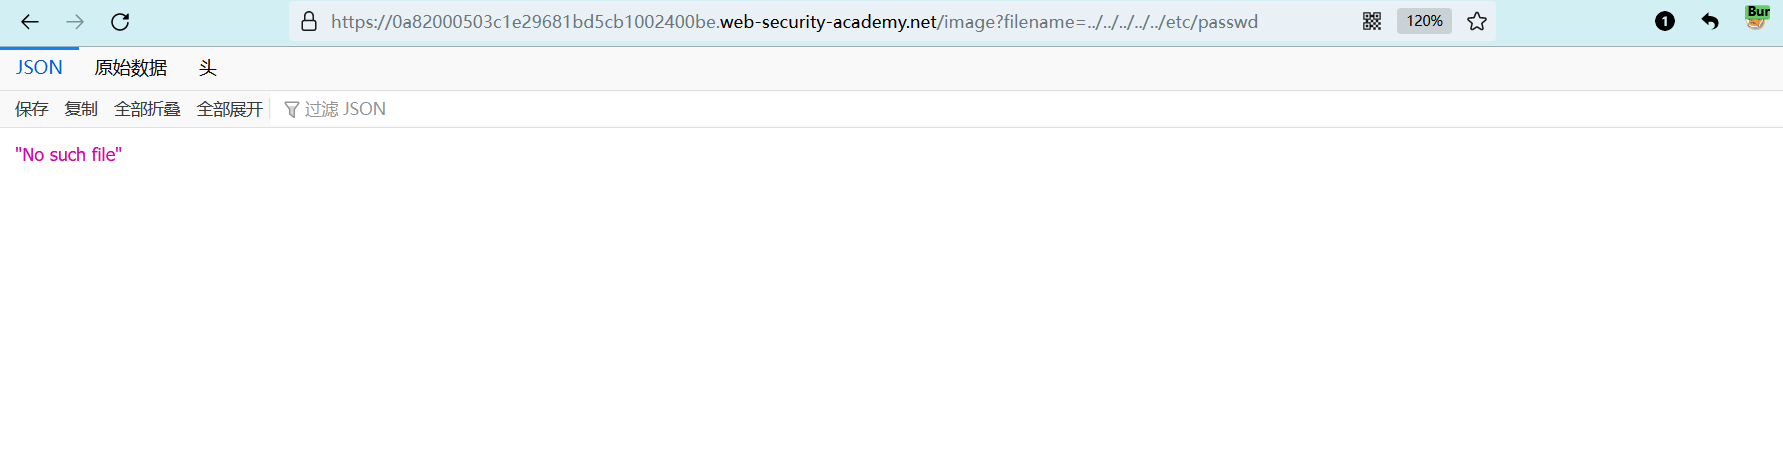 https://0a82000503c1e29681bd5cb1002400be.web-security-academy.net/image?filename=../../../../../etc/passwd 120% 1 Bur
JSON 原始数据 头
保存 复制 全部折叠 全部展开 过滤 JSON
"No such file"